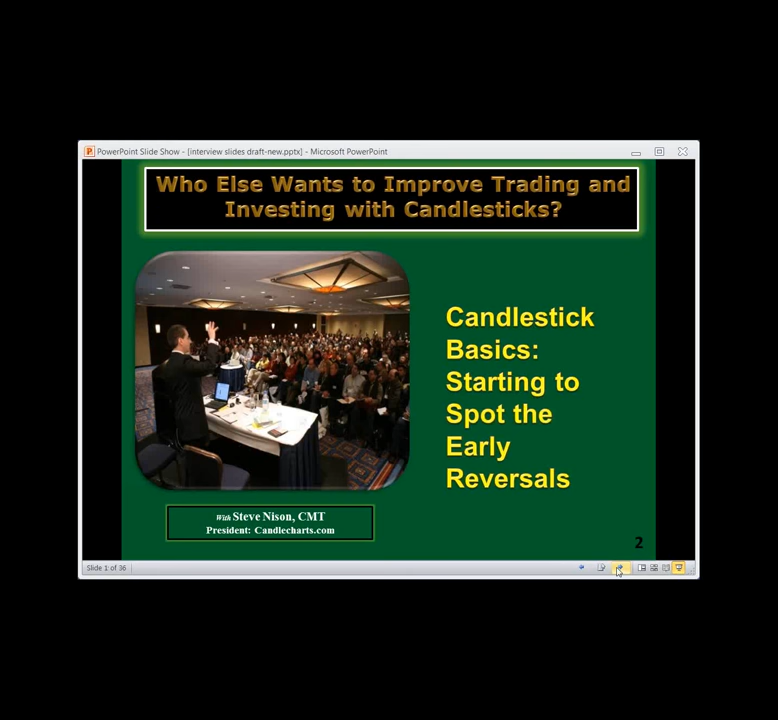 PowerPoint Slide Show - [interview slides draft-new.pptx] - Microsoft PowerPoint
Who Else Wants to Improve Trading and
Investing with Candlesticks?
Candlestick
Basics:
Starting to
Spot the
Early
Reversals
With Steve Nison, CMT
President: Candlecharts.com
2
Slide 1 of 36